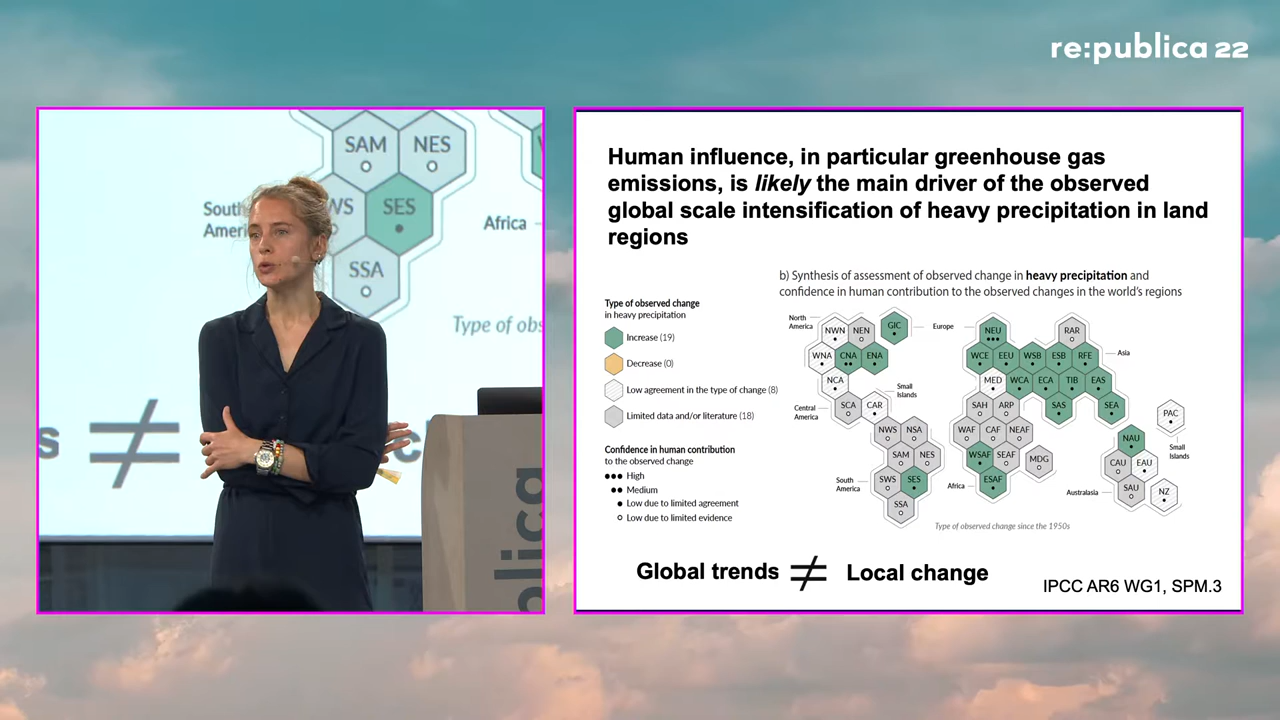 re:publica 22
SAM
NES
South
Ameri
WS
SES
Africa
SSA
Type of obs
s ≠
c
publica
Human influence, in particular greenhouse gas
emissions, is likely the main driver of the observed
global scale intensification of heavy precipitation in land
regions
b) Synthesis of assessment of observed change in heavy precipitation and
confidence in human contribution to the observed changes in the world's regions
Type of observed change
in heavy precipitation
Increase (19)
Decrease (0)
Low agreement in the type of change (8)
Limited data and/or literature (18)
Confidence in human contribution
to the observed change
●●● High
●● Medium
● Low due to limited agreement
○ Low due to limited evidence
North
America
NWN
NEN
GIC
Europe
NEU
RAR
WNA
CNA
ENA
WCE
EEU
WSB
ESB
RFE
Asia
NCA
MED
WCA
ECA
TIB
EAS
Small
Islands
Central
America
SCA
CAR
SAH
ARP
SAS
SEA
PAC
Small
Islands
NWS
NSA
WAF
CAF
NEAF
NAU
SAM
NES
WSAF
SEAF
MDG
CAU
EAU
South
America
SWS
SES
Africa
ESAF
Australasia
SAU
NZ
SSA
Type of observed change since the 1950s
Global trends ≠ Local change
IPCC AR6 WG1, SPM.3